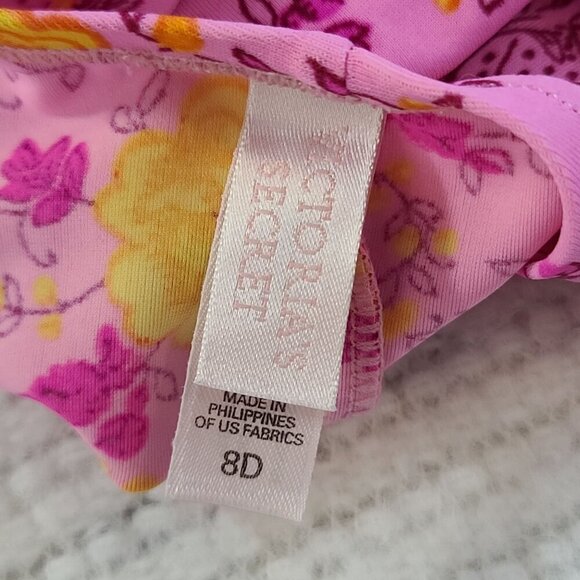 VICTORIA'S
SECRET
MADE IN
PHILIPPINES
OF US FABRICS
8D